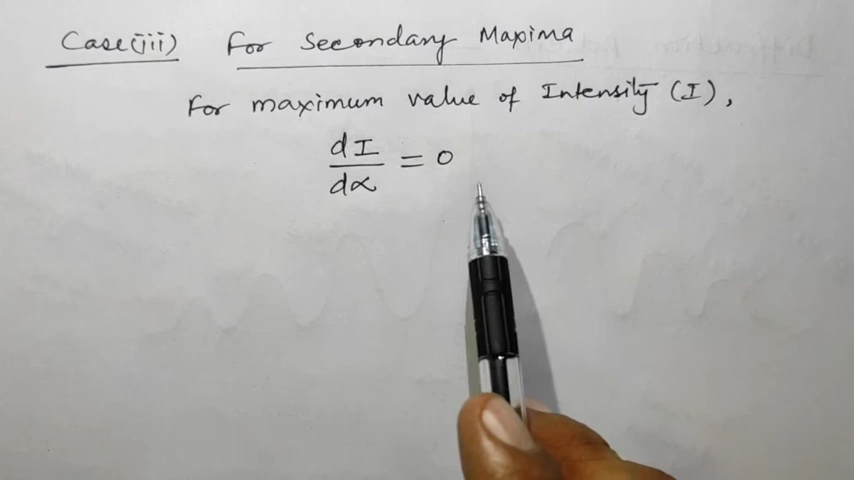 Case(iii) For Secondary Maxima
For maximum value of Intensity (I),
dI/dα = 0